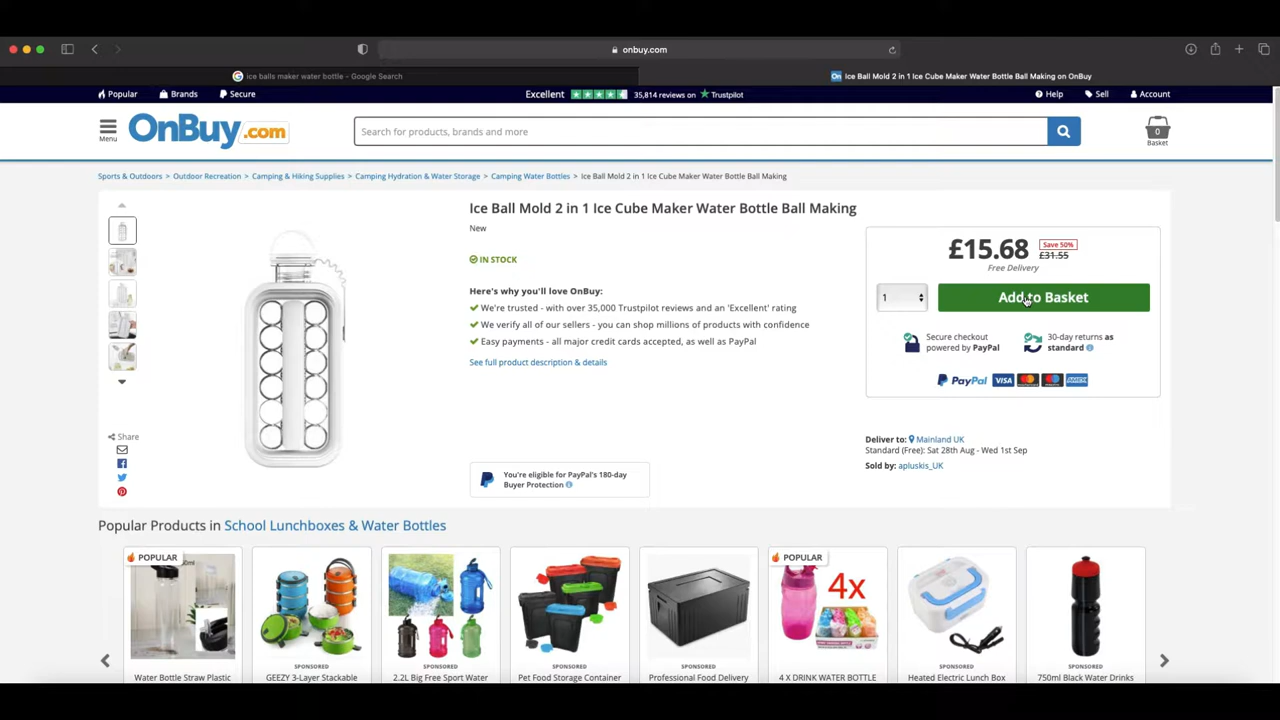 onbuy.com
ice balls maker water bottle - Google Search
On Ice Ball Mold 2 in 1 Ice Cube Maker Water Bottle Ball Making on OnBuy
Popular Brands Secure Excellent 35,814 reviews on Trustpilot Help Sell Account
Menu OnBuy.com Search for products, brands and more 0 Basket
Sports & Outdoors > Outdoor Recreation > Camping & Hiking Supplies > Camping Hydration & Water Storage > Camping Water Bottles > Ice Ball Mold 2 in 1 Ice Cube Maker Water Bottle Ball Making
Ice Ball Mold 2 in 1 Ice Cube Maker Water Bottle Ball Making
New
IN STOCK
Here's why you'll love OnBuy:
We're trusted - with over 35,000 Trustpilot reviews and an 'Excellent' rating
We verify all of our sellers - you can shop millions of products with confidence
Easy payments - all major credit cards accepted, as well as PayPal
See full product description & details
You're eligible for PayPal's 180-day
Buyer Protection
£15.68 Save 50%
£31.55
Free Delivery
1 Add to Basket
Secure checkout
powered by PayPal
30-day returns as
standard
PayPal VISA
Deliver to: Mainland UK
Standard (Free): Sat 28th Aug - Wed 1st Sep
Sold by: apluskis_UK
Share
Popular Products in School Lunchboxes & Water Bottles
POPULAR
POPULAR
4x
SPONSORED SPONSORED SPONSORED SPONSORED SPONSORED SPONSORED
Water Bottle Straw Plastic
GEEZY 3-Layer Stackable
2.2L Big Free Sport Water
Pet Food Storage Container
Professional Food Delivery
4 X DRINK WATER BOTTLE
Heated Electric Lunch Box
750ml Black Water Drinks